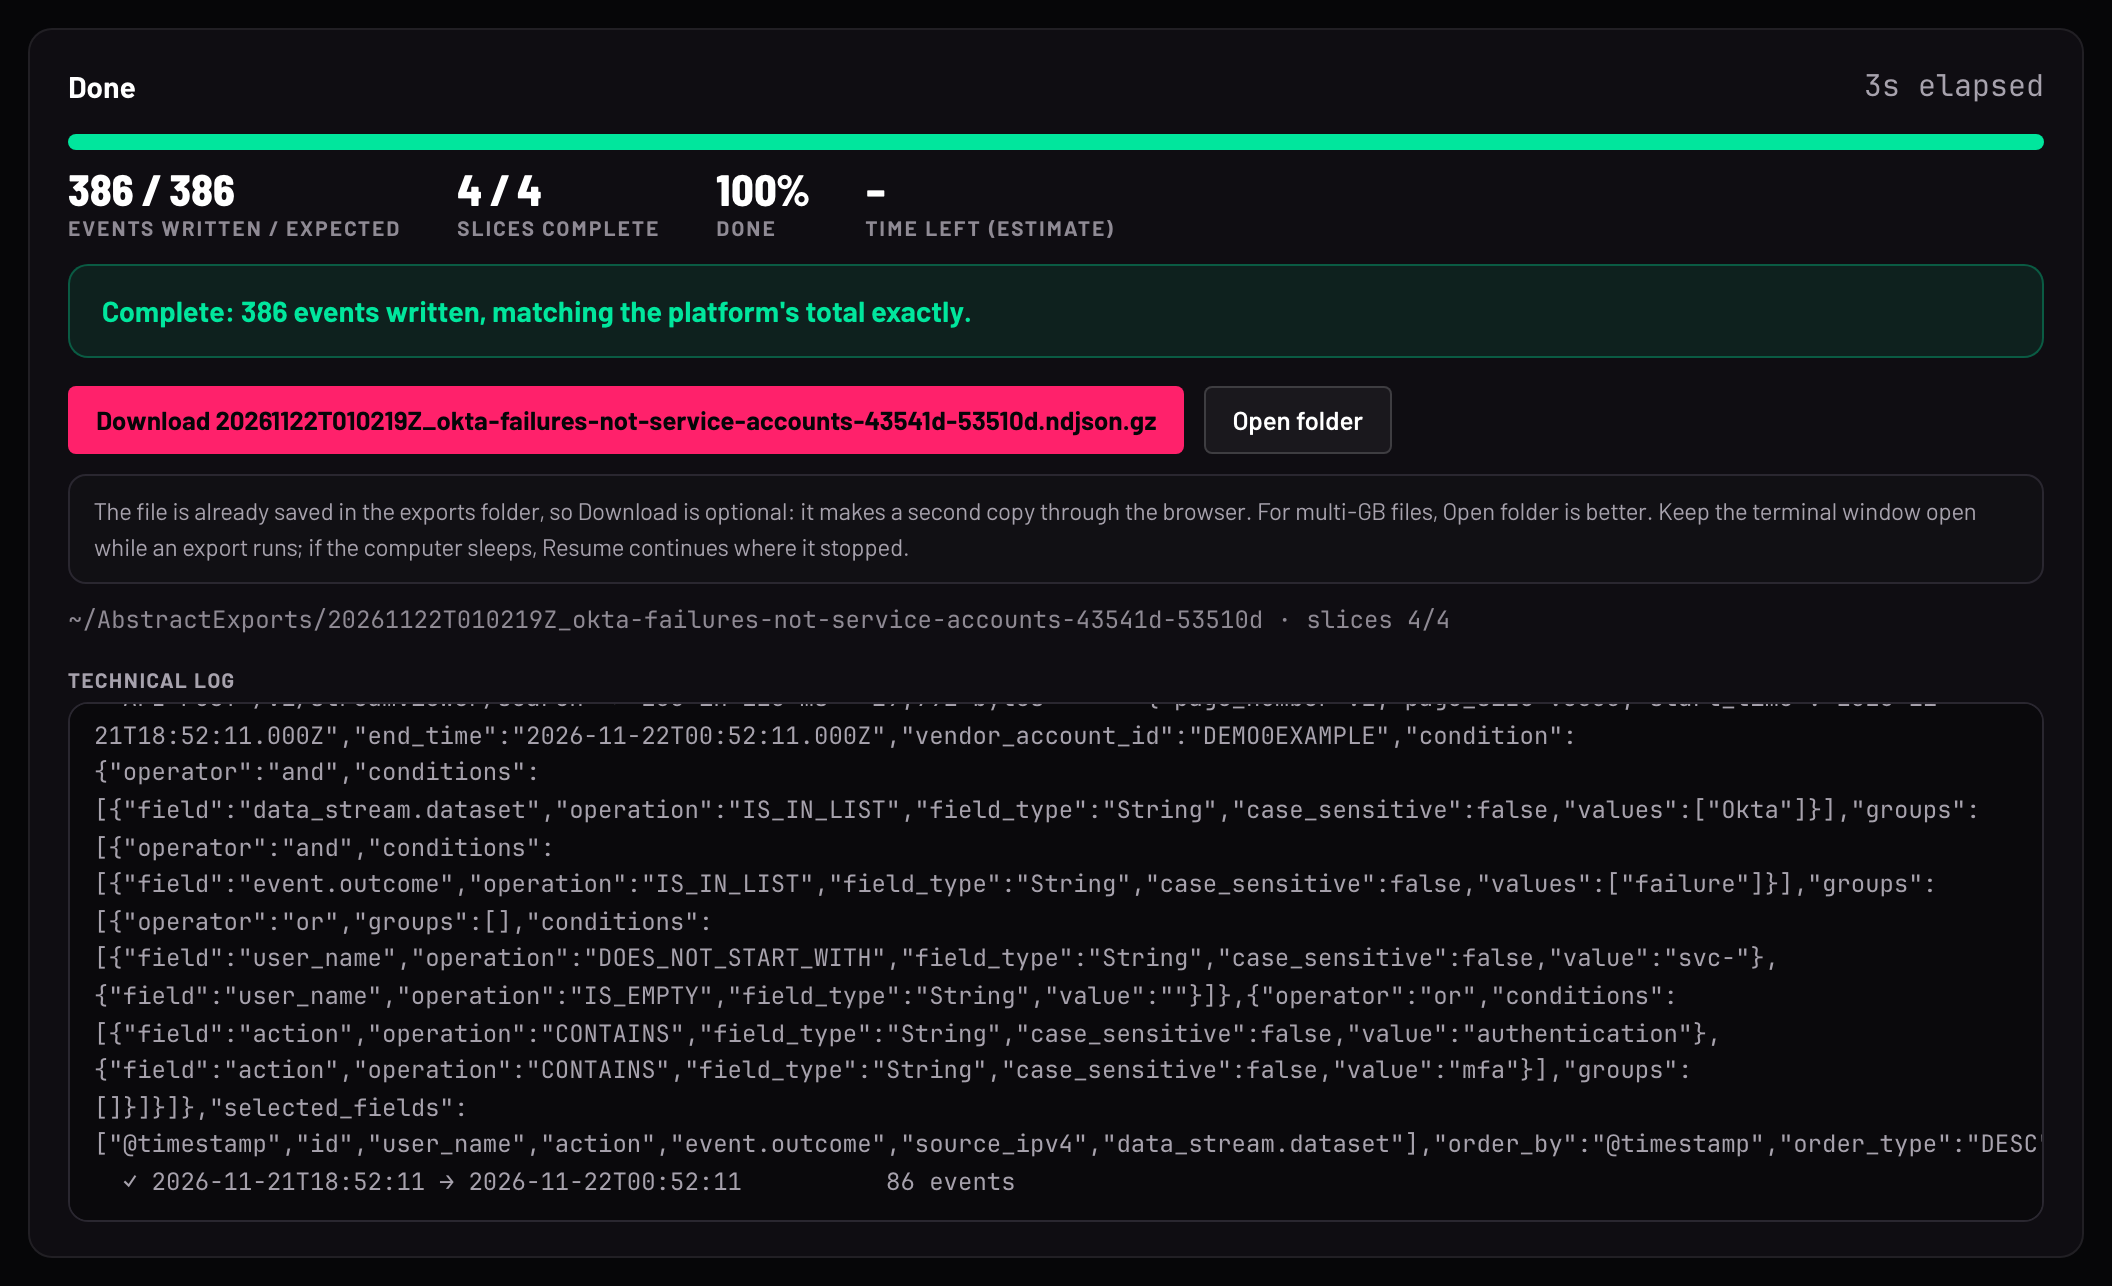 Done
3s elapsed
386 / 386
EVENTS WRITTEN / EXPECTED
4 / 4
SLICES COMPLETE
100%
DONE
–
TIME LEFT (ESTIMATE)
Complete: 386 events written, matching the platform's total exactly.
Download 20261122T010219Z_okta-failures-not-service-accounts-43541d-53510d.ndjson.gz
Open folder
The file is already saved in the exports folder, so Download is optional: it makes a second copy through the browser. For multi-GB files, Open folder is better. Keep the terminal window open
while an export runs; if the computer sleeps, Resume continues where it stopped.
~/AbstractExports/20261122T010219Z_okta-failures-not-service-accounts-43541d-53510d · slices 4/4
TECHNICAL LOG
21T18:52:11.000Z","end_time":"2026-11-22T00:52:11.000Z","vendor_account_id":"DEMO0EXAMPLE","condition":
{"operator":"and","conditions":
[{"field":"data_stream.dataset","operation":"IS_IN_LIST","field_type":"String","case_sensitive":false,"values":["Okta"]}],"groups":
[{"operator":"and","conditions":
[{"field":"event.outcome","operation":"IS_IN_LIST","field_type":"String","case_sensitive":false,"values":["failure"]}],"groups":
[{"operator":"or","groups":[],"conditions":
[{"field":"user_name","operation":"DOES_NOT_START_WITH","field_type":"String","case_sensitive":false,"value":"svc-"},
{"field":"user_name","operation":"IS_EMPTY","field_type":"String","value":""}]},{"operator":"or","conditions":
[{"field":"action","operation":"CONTAINS","field_type":"String","case_sensitive":false,"value":"authentication"},
{"field":"action","operation":"CONTAINS","field_type":"String","case_sensitive":false,"value":"mfa"}],"groups":
[]}]}]},"selected_fields":
["@timestamp","id","user_name","action","event.outcome","source_ipv4","data_stream.dataset"],"order_by":"@timestamp","order_type":"DESC"
✓ 2026-11-21T18:52:11 → 2026-11-22T00:52:11 86 events